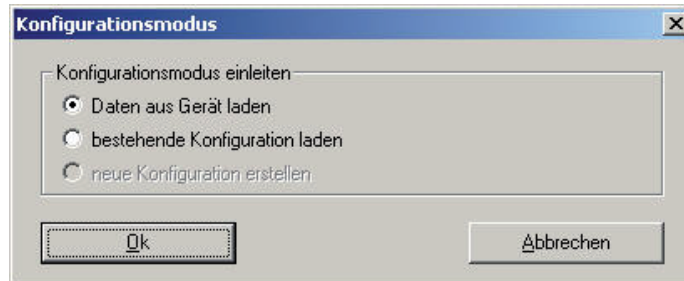 Konfigurationsmodus
Konfigurationsmodus einleiten
Daten aus Gerät laden
bestehende Konfiguration laden
neue Konfiguration erstellen
Ok
Abbrechen